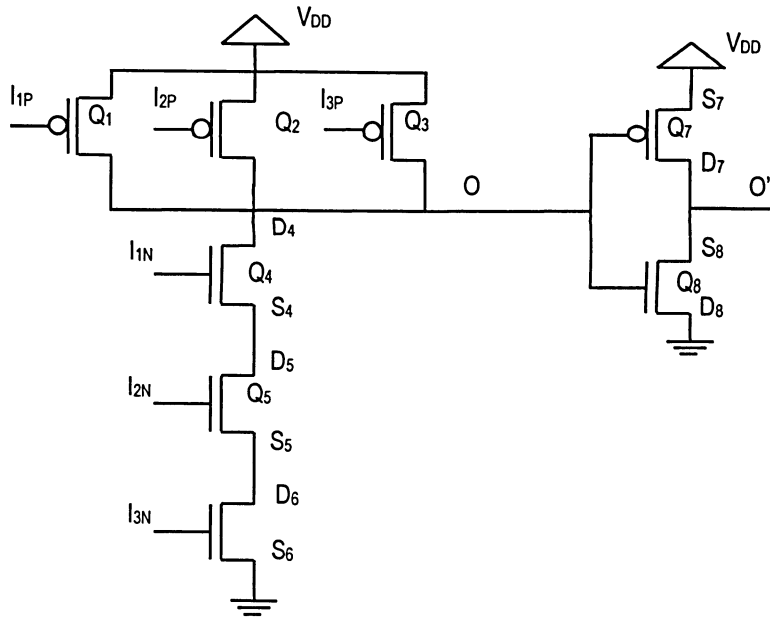 VDD
VDD
I1P
Q1
I2P
Q2
I3P
Q3
S7
Q7
D7
O
O'
D4
I1N
Q4
S4
S8
Q8
D8
D5
I2N
Q5
S5
D6
I3N
S6